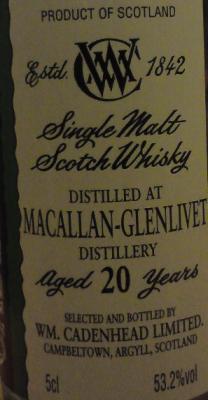 PRODUCT OF SCOTLAND
Estd. WC 1842
Single Malt
Scotch Whisky
DISTILLED AT
MACALLAN-GLENLIVET
DISTILLERY
Aged 20 Years
SELECTED AND BOTTLED BY
WM. CADENHEAD LIMITED.
CAMPBELTOWN, ARGYLL, SCOTLAND
5cl 53.2%vol